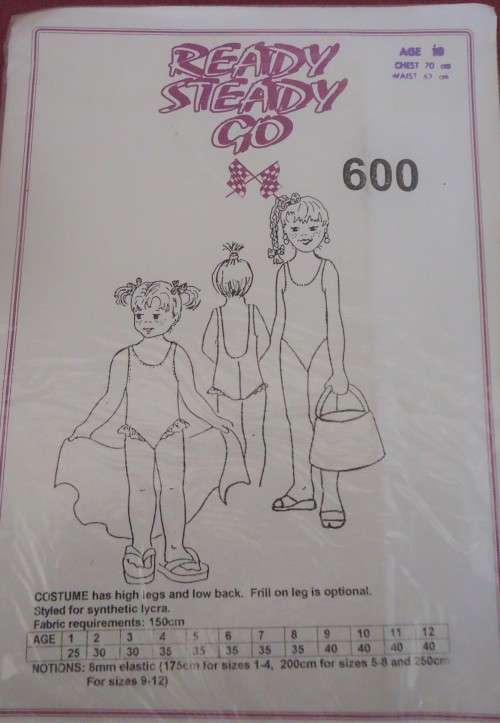 READY
STEADY
GO
AGE 10
CHEST 70 cm
WAIST 62 cm
600
COSTUME has high legs and low back. Frill on leg is optional.
Styled for synthetic lycra.
Fabric requirements: 150cm
AGE 1 2 3 4 5 6 7 8 9 10 11 12
25 30 30 35 35 35 35 35 40 40 40 40
NOTIONS: 8mm elastic (175cm for sizes 1-4, 200cm for sizes 5-8 and 250cm
For sizes 9-12)